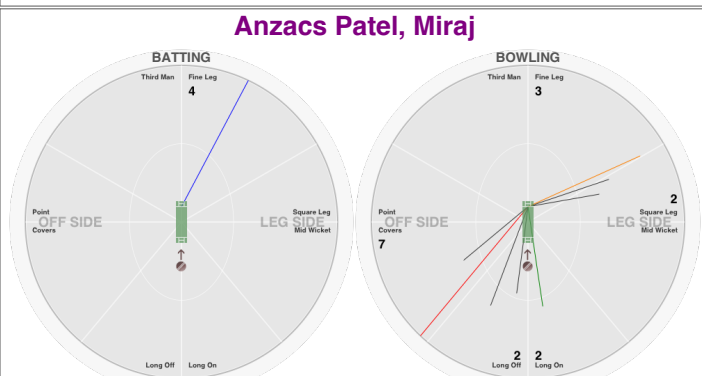 Anzacs Patel, Miraj
BATTING
Third Man Fine Leg
4
Point
OFF SIDE
Covers
Square Leg
LEG SIDE
Mid Wicket
Long Off Long On
BOWLING
Third Man Fine Leg
3
2
Point
OFF SIDE
Covers
7
Square Leg
LEG SIDE
Mid Wicket
2 2
Long Off Long On